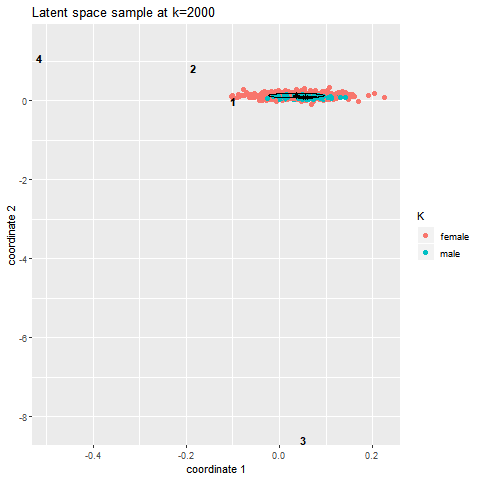 Latent space sample at k=2000
4
2
1
3
0
-2
-4
-6
-8
coordinate 2
-0.4
-0.2
0.0
0.2
coordinate 1
K
female
male